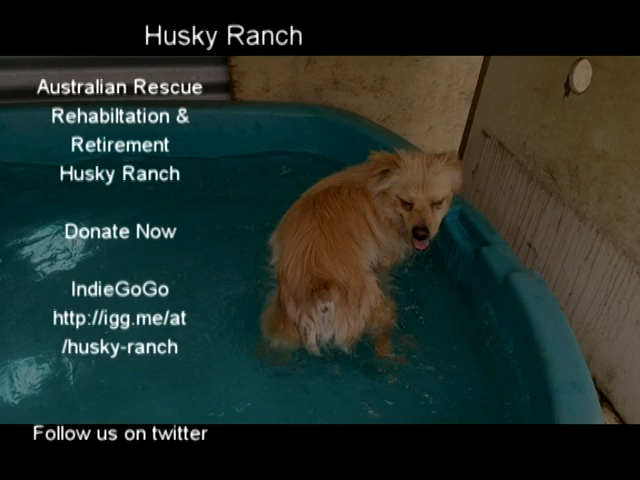 Husky Ranch
Australian Rescue
Rehabiltation &
Retirement
Husky Ranch
Donate Now
IndieGoGo
http://igg.me/at
/husky-ranch
Follow us on twitter